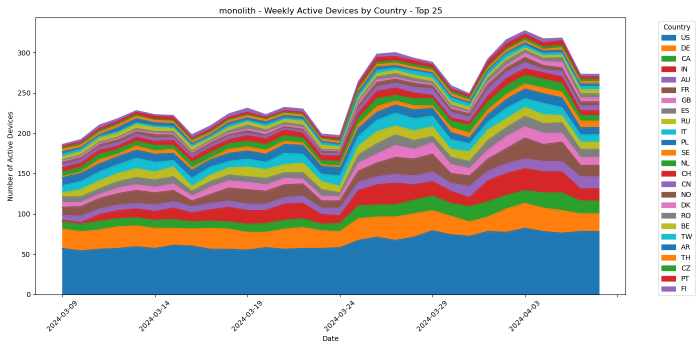 monolith - Weekly Active Devices by Country - Top 25
Number of Active Devices
300
250
200
150
100
50
0
2024-03-09
2024-03-14
2024-03-19
2024-03-24
2024-03-29
2024-04-03
Date
Country
US
DE
CA
IN
AU
FR
GB
ES
RU
IT
PL
SE
NL
CH
CN
NO
DK
RO
BE
TW
AR
TH
CZ
PT
FI